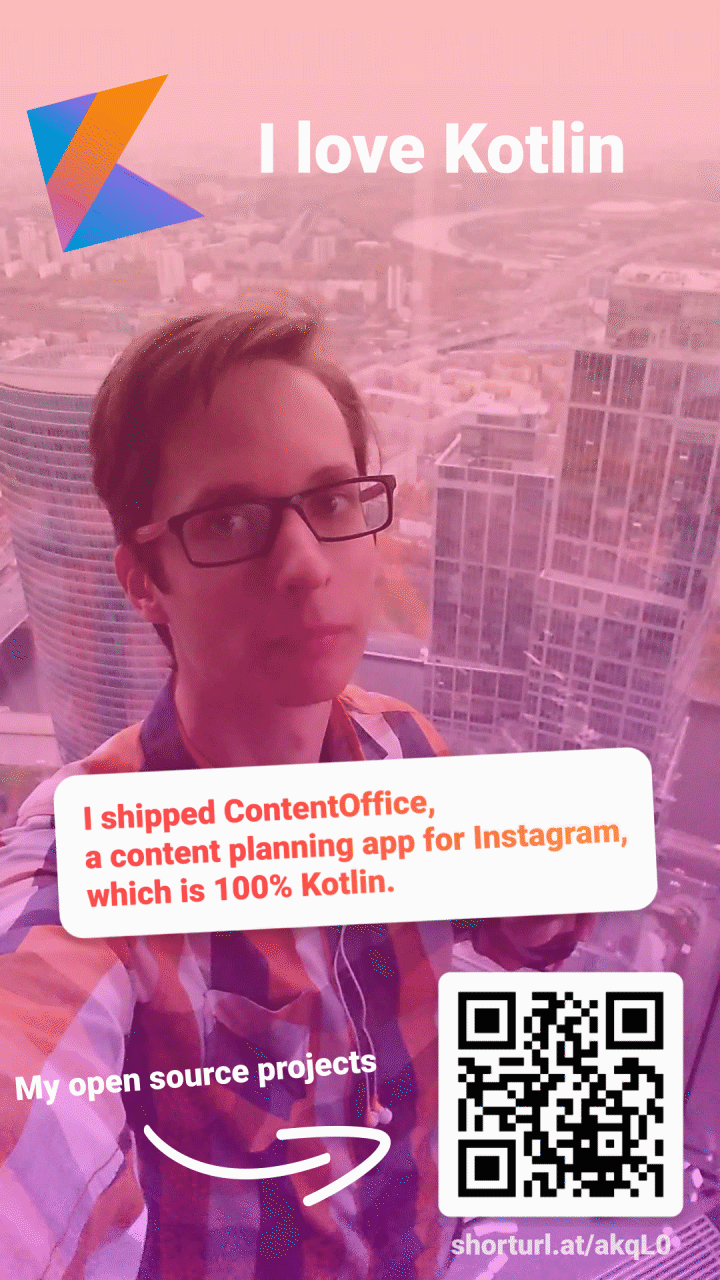 I love Kotlin
I shipped ContentOffice,
a content planning app for Instagram,
which is 100% Kotlin.
My open source projects
shorturl.at/akqL0